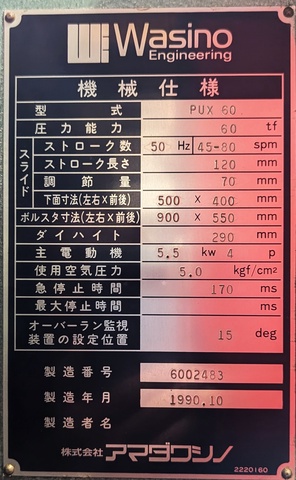 Wasino
Engineering
機械仕様
型式 PUX 60
圧力能力 60 tf
スライド
ストローク数 50 Hz 45-80 spm
ストローク長さ 120 mm
調節量 70 mm
下面寸法(左右×前後) 500 × 400 mm
ボルスタ寸法(左右×前後) 900 × 550 mm
ダイハイト 290 mm
主電動機 5.5 kw 4 p
使用空気圧力 5.0 kgf/cm²
急停止時間 170 ms
最大停止時間 ms
オーバーラン監視
装置の設定位置 15 deg
製造番号 6002483
製造年月 1990.10
製造者名
株式会社 アマダワシノ
2220160